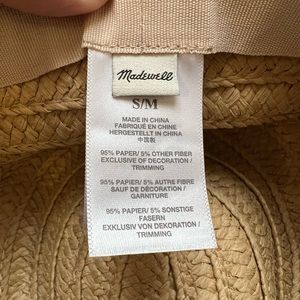 Madewell
S/M
MADE IN CHINA
FABRIQUÉ EN CHINE
HERGESTELLT IN CHINA
中国製
95% PAPER/ 5% OTHER FIBER
EXCLUSIVE OF DECORATION /
TRIMMING
95% PAPIER/ 5% AUTRE FIBRE
SAUF DE DÉCORATION /
GARNITURE
95% PAPIER/ 5% SONSTIGE
FASERN
EXKLUSIV VON DEKORATION /
TRIMMUNG